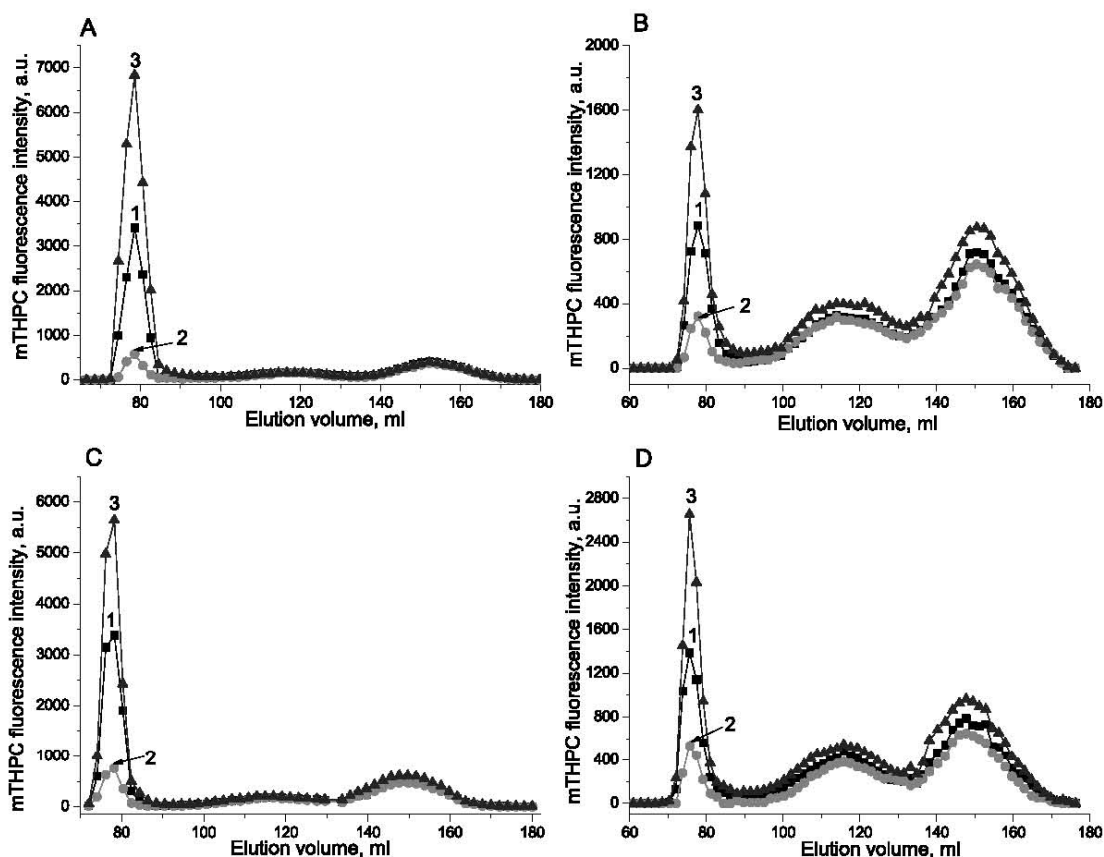 A
mTHPC fluorescence intensity, a.u.
7000
6000
5000
4000
3000
2000
1000
0
3
1
2
80 100 120 140 160 180
Elution volume, ml
B
mTHPC fluorescence intensity, a.u.
2000
1600
1200
800
400
0
3
1
2
60 80 100 120 140 160 180
Elution volume, ml
C
mTHPC fluorescence intensity, a.u.
6000
5000
4000
3000
2000
1000
0
3
1
2
80 100 120 140 160 180
Elution volume, ml
D
mTHPC fluorescence intensity, a.u.
2800
2400
2000
1600
1200
800
400
0
3
1
2
60 80 100 120 140 160 180
Elution volume, ml